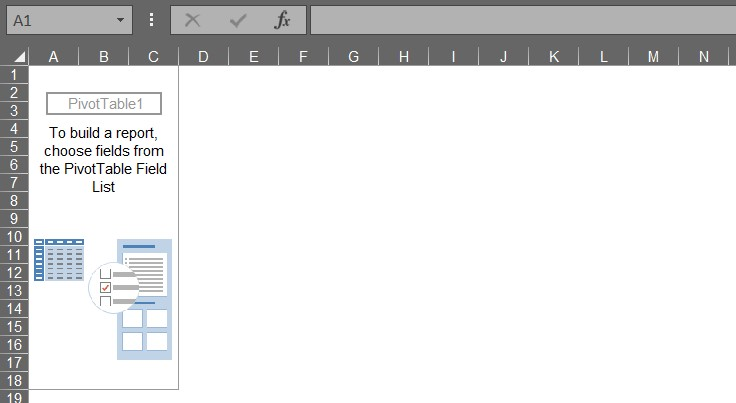 A1 fx
A B C D E F G H I J K L M N
1
2
PivotTable1
3
4
To build a report,
5
choose fields from
6
the PivotTable Field
7
List
8
9
10
11
12
13
14
15
16
17
18
19